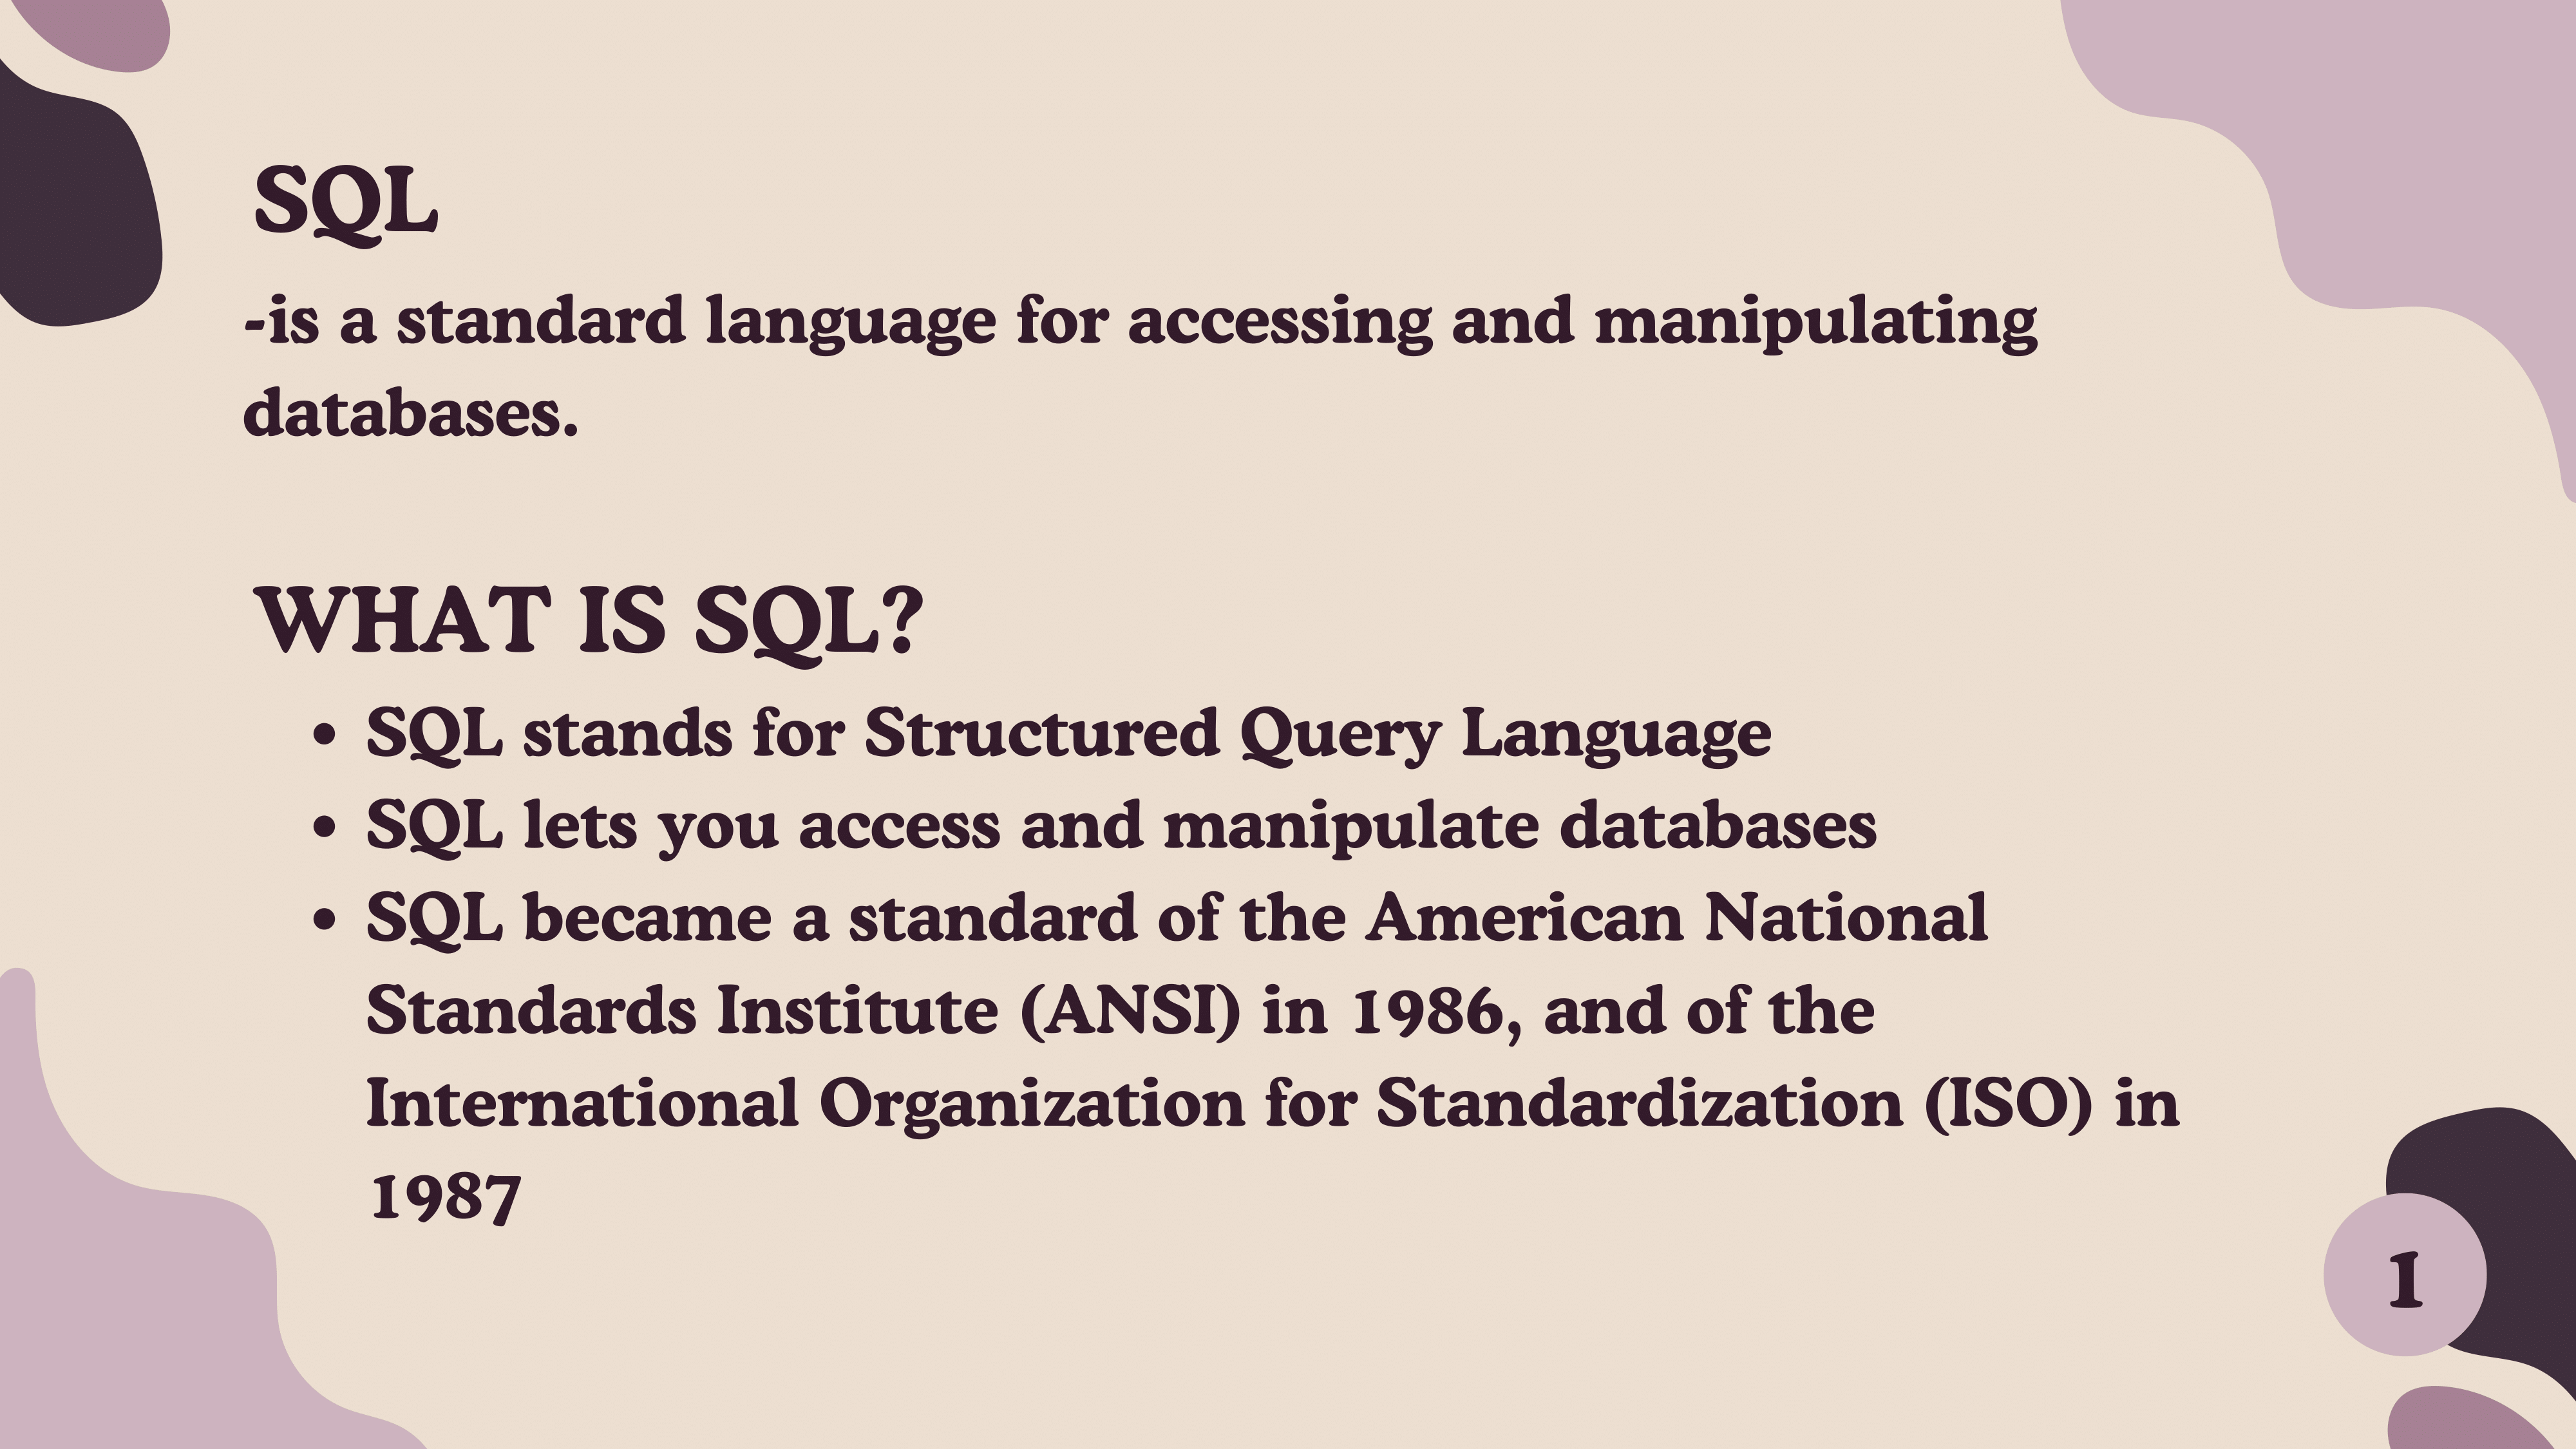 SQL
-is a standard language for accessing and manipulating
databases.
WHAT IS SQL?
• SQL stands for Structured Query Language
• SQL lets you access and manipulate databases
• SQL became a standard of the American National
Standards Institute (ANSI) in 1986, and of the
International Organization for Standardization (ISO) in
1987
1